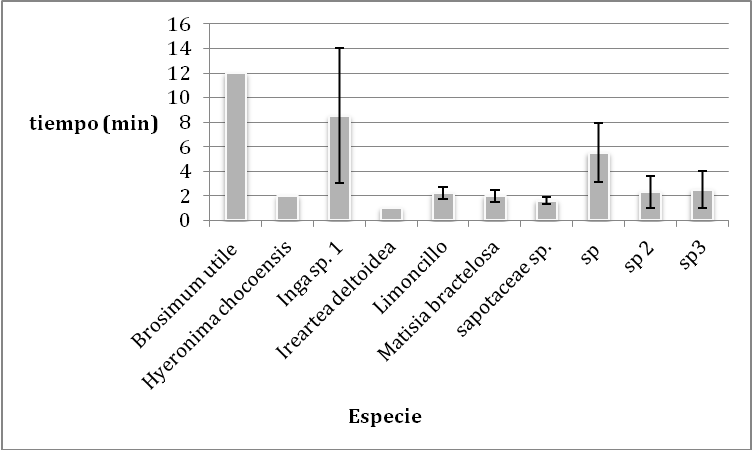 16
14
12
10
8
6
4
2
0
tiempo (min)
Brosimum utile
Hyeronima chocoensis
Inga sp. 1
Ireartea deltoidea
Limoncillo
Matisia bractelosa
sapotaceae sp.
sp
sp 2
sp3
Especie